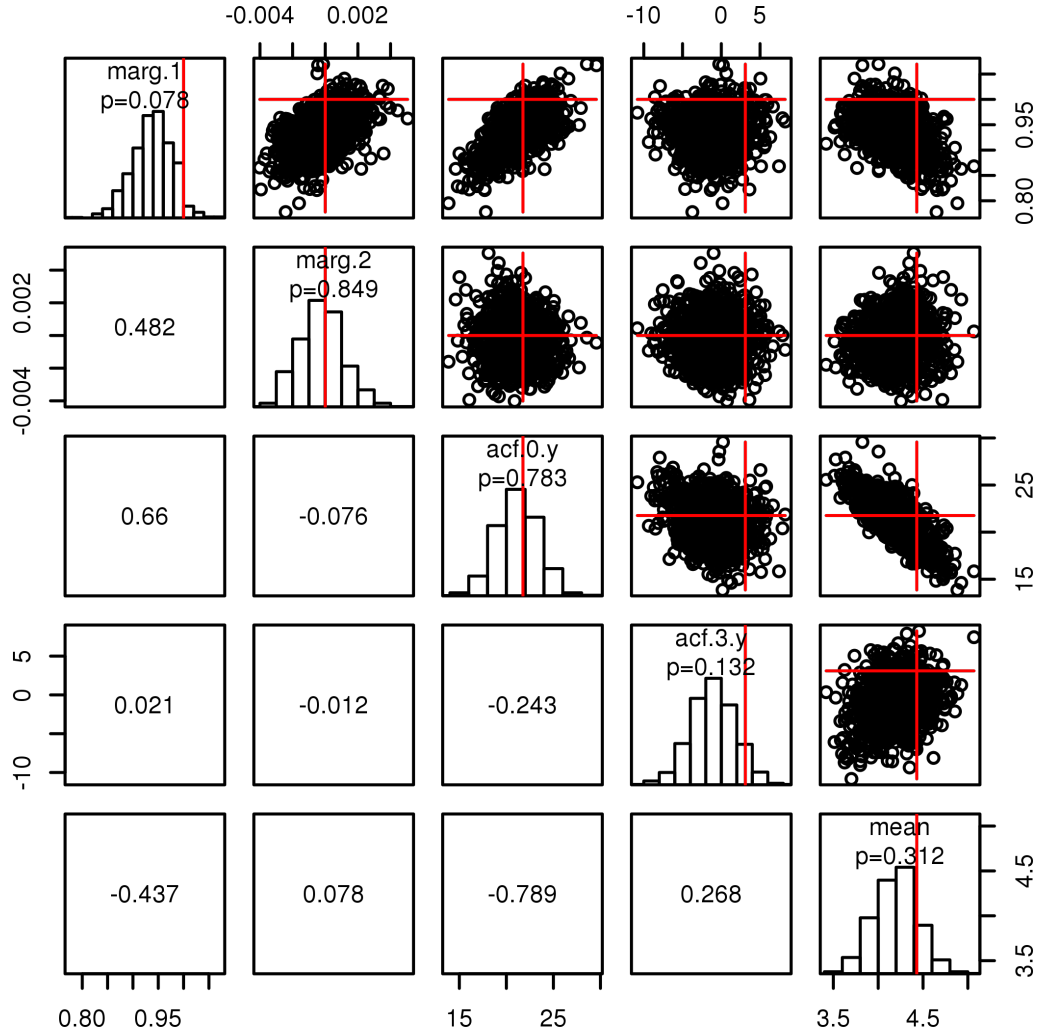 -0.004 0.002 -10 0 5
marg.1
p=0.078
0.80 0.95
-0.004 0.002
0.482
marg.2
p=0.849
0.66 -0.076
acf.0.y
p=0.783
15 25
-10 0 5
0.021 -0.012 -0.243
acf.3.y
p=0.132
-0.437 0.078 -0.789 0.268
mean
p=0.312
3.5 4.5
0.80 0.95 15 25 3.5 4.5